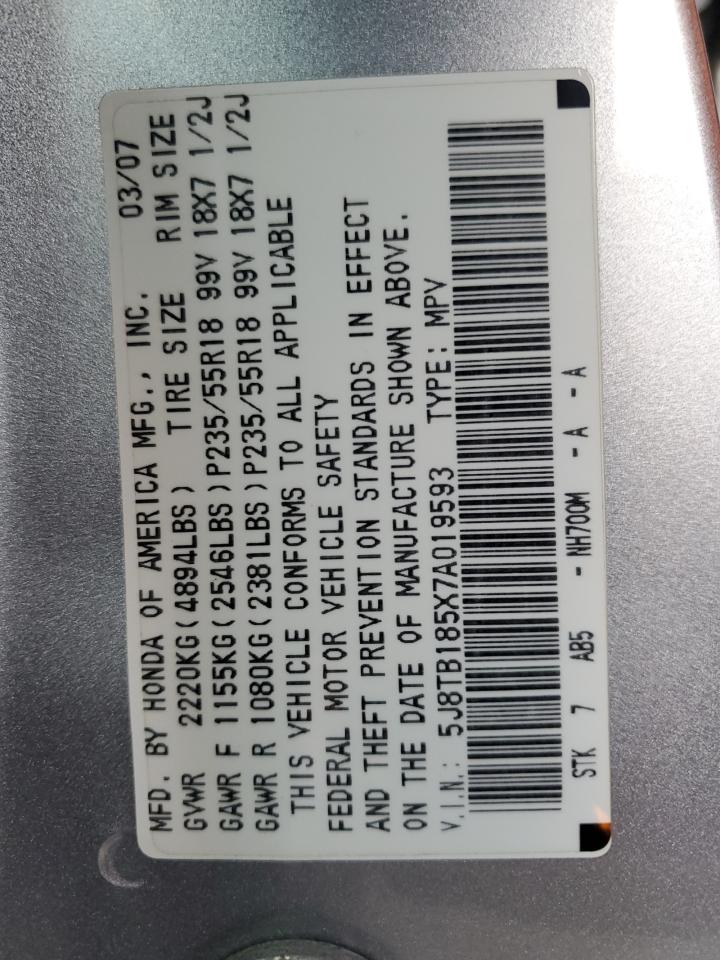 MFD. BY HONDA OF AMERICA MFG., INC. 03/07
GVWR 2220KG(4894LBS) TIRE SIZE RIM SIZE
GAWR F 1155KG(2546LBS)P235/55R18 99V 18X7 1/2J
GAWR R 1080KG(2381LBS)P235/55R18 99V 18X7 1/2J
THIS VEHICLE CONFORMS TO ALL APPLICABLE
FEDERAL MOTOR VEHICLE SAFETY
AND THEFT PREVENTION STANDARDS IN EFFECT
ON THE DATE OF MANUFACTURE SHOWN ABOVE.
V.I.N.: 5J8TB185X7A019593 TYPE: MPV
STK 7 AB5 - NH700M - A - A